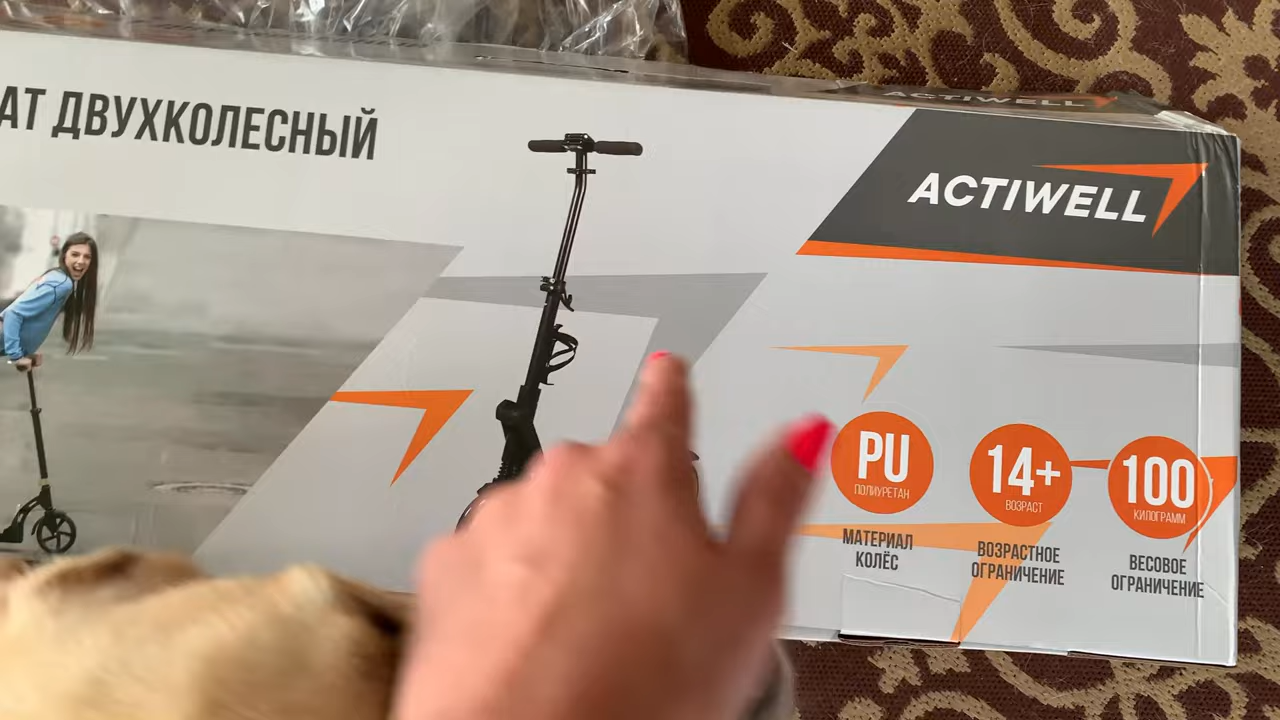 АТ ДВУХКОЛЕСНЫЙ
ACTIWELL
ACTIWELL
PU
ПОЛИУРЕТАН
МАТЕРИАЛ
КОЛЁС
14+
ВОЗРАСТ
ВОЗРАСТНОЕ
ОГРАНИЧЕНИЕ
100
КИЛОГРАММ
ВЕСОВОЕ
ОГРАНИЧЕНИЕ